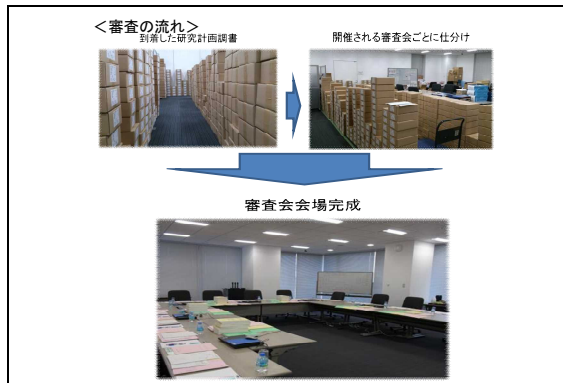 ＜審査の流れ＞
到着した研究計画調書
開催される審査会ごとに仕分け
審査会会場完成